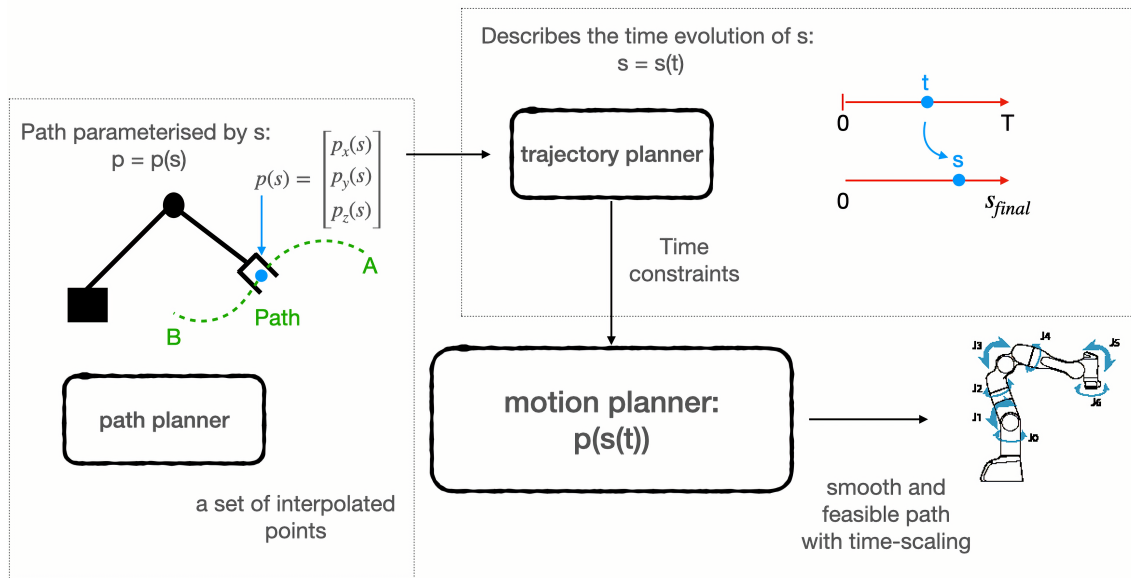 Describes the time evolution of s:
s = s(t)
t
0
T
s
0
s_final
trajectory planner
Time
constraints
Path parameterised by s:
p = p(s)
p(s) = [p_x(s)
p_y(s)
p_z(s)]
A
B
Path
path planner
a set of interpolated
points
motion planner:
p(s(t))
smooth and
feasible path
with time-scaling
J3
J4
J5
J2
J1
J6
J0